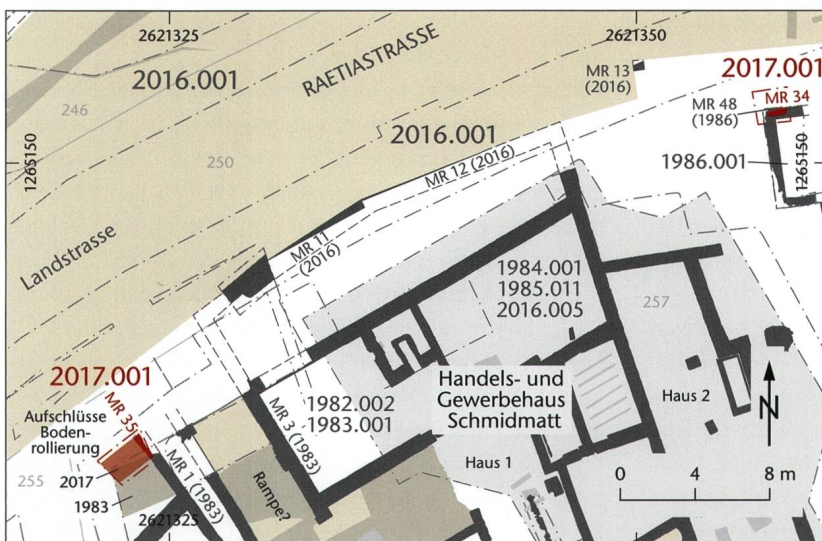 2621325
2621350
2016.001
RAETIASTRASSE
MR 13
(2016)
2017.001
MR 34
MR 48
(1986)
246
2016.001
250
1265150
MR 12 (2016)
1986.001
1265150
Landstrasse
MR 11
(2016)
1984.001
1985.011
2016.005
257
2017.001
MR 35
Aufschlüsse
Boden-
rollierung
2017
1983
255
MR 1 (1983)
2621325
MR 3 (1983)
1982.002
1983.001
Rampe?
Handels- und
Gewerbehaus
Schmidmatt
Haus 1
Haus 2
N
0 4 8 m